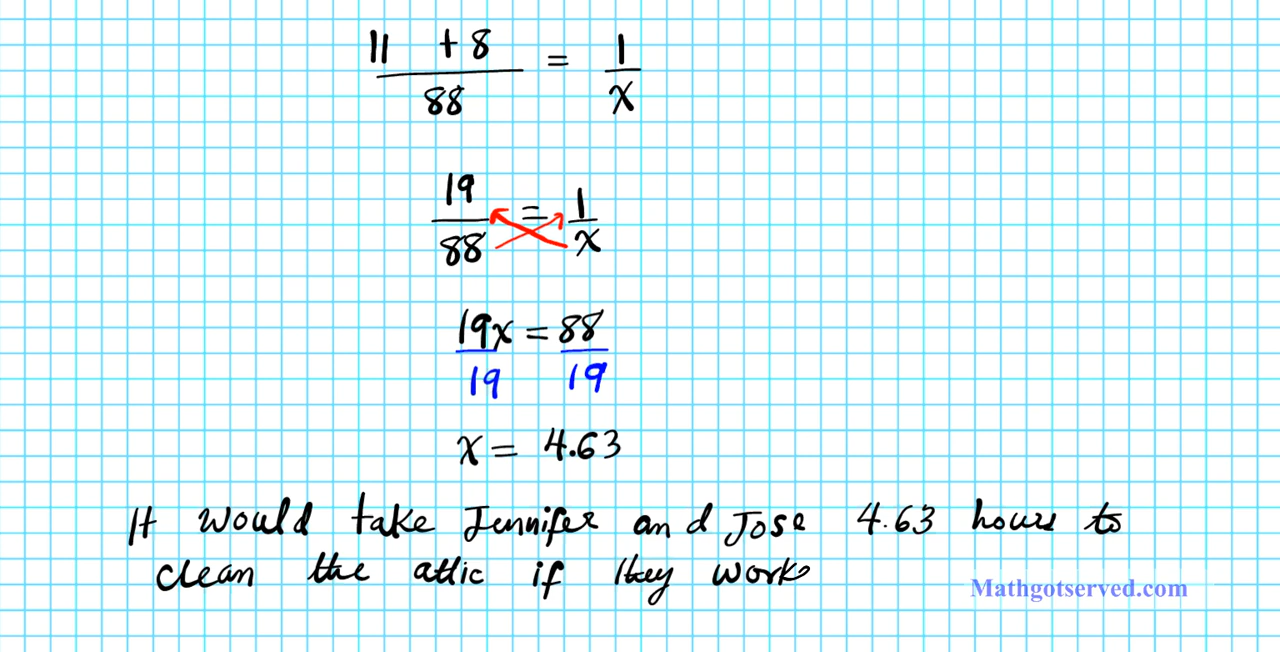 11 + 8 = 1
88 x
19 = 1
88 x
19x = 88
19 19
x = 4.63
It would take Jennifer and Jose 4.63 hours to
clean the attic if they work
Mathgotserved.com